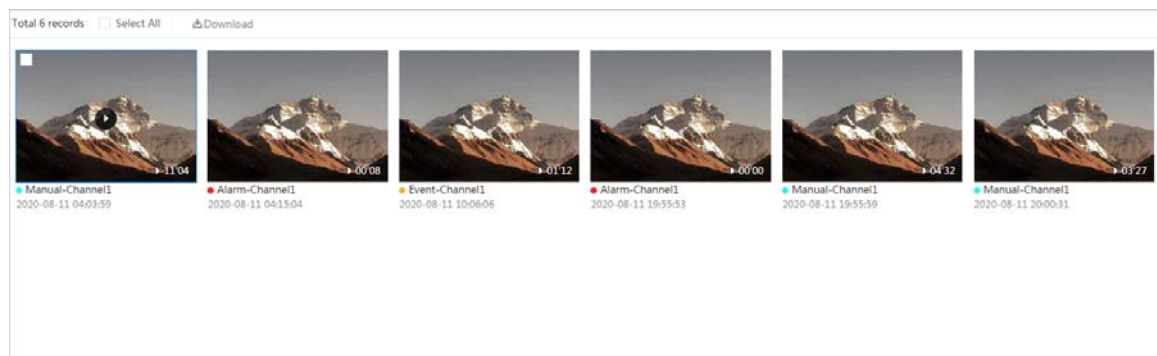 Total 6 records Select All Download
11:04 00:08 01:12 00:00 04:32 03:27
Manual-Channel1 Alarm-Channel1 Event-Channel1 Alarm-Channel1 Manual-Channel1 Manual-Channel1
2020-08-11 04:03:59 2020-08-11 04:15:04 2020-08-11 10:06:06 2020-08-11 19:55:53 2020-08-11 19:55:59 2020-08-11 20:00:31